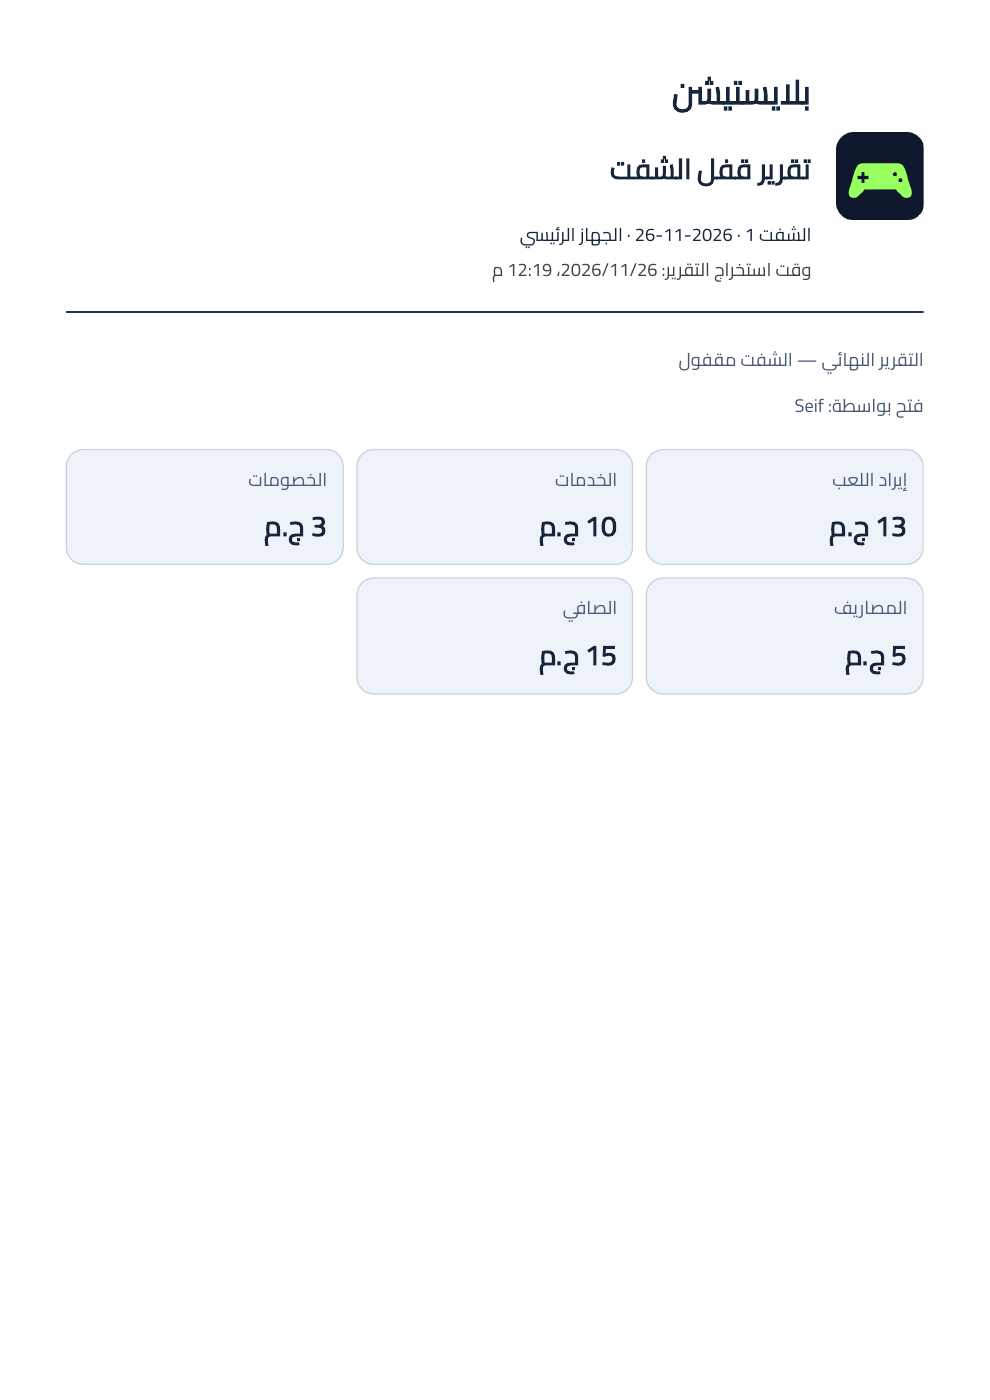 بلايستيشن
تقرير قفل الشفت
الشفت 1 · 2026-11-26 · الجهاز الرئيسي
وقت استخراج التقرير: 2026/11/26، 12:19 م
التقرير النهائي — الشفت مقفول
فتح بواسطة: Seif
إيراد اللعب
13 ج.م
الخدمات
10 ج.م
الخصومات
3 ج.م
المصاريف
5 ج.م
الصافي
15 ج.م